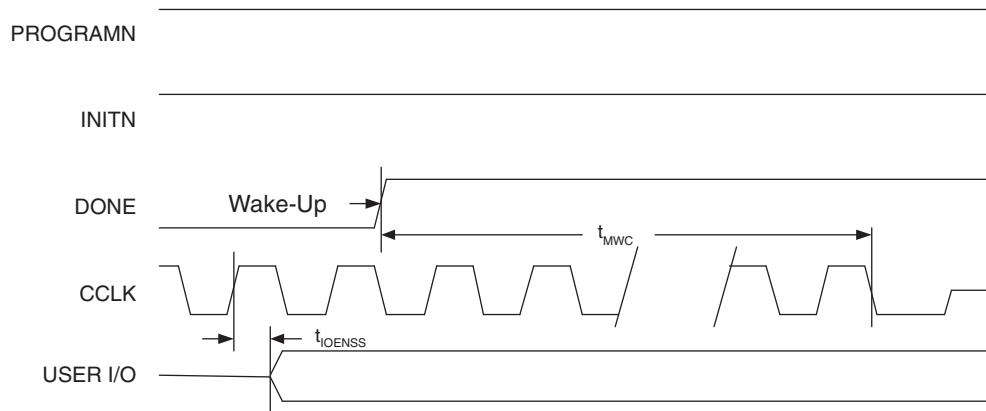 PROGRAMN
INITN
DONE
Wake-Up
tMWC
CCLK
tIOENSS
USER I/O